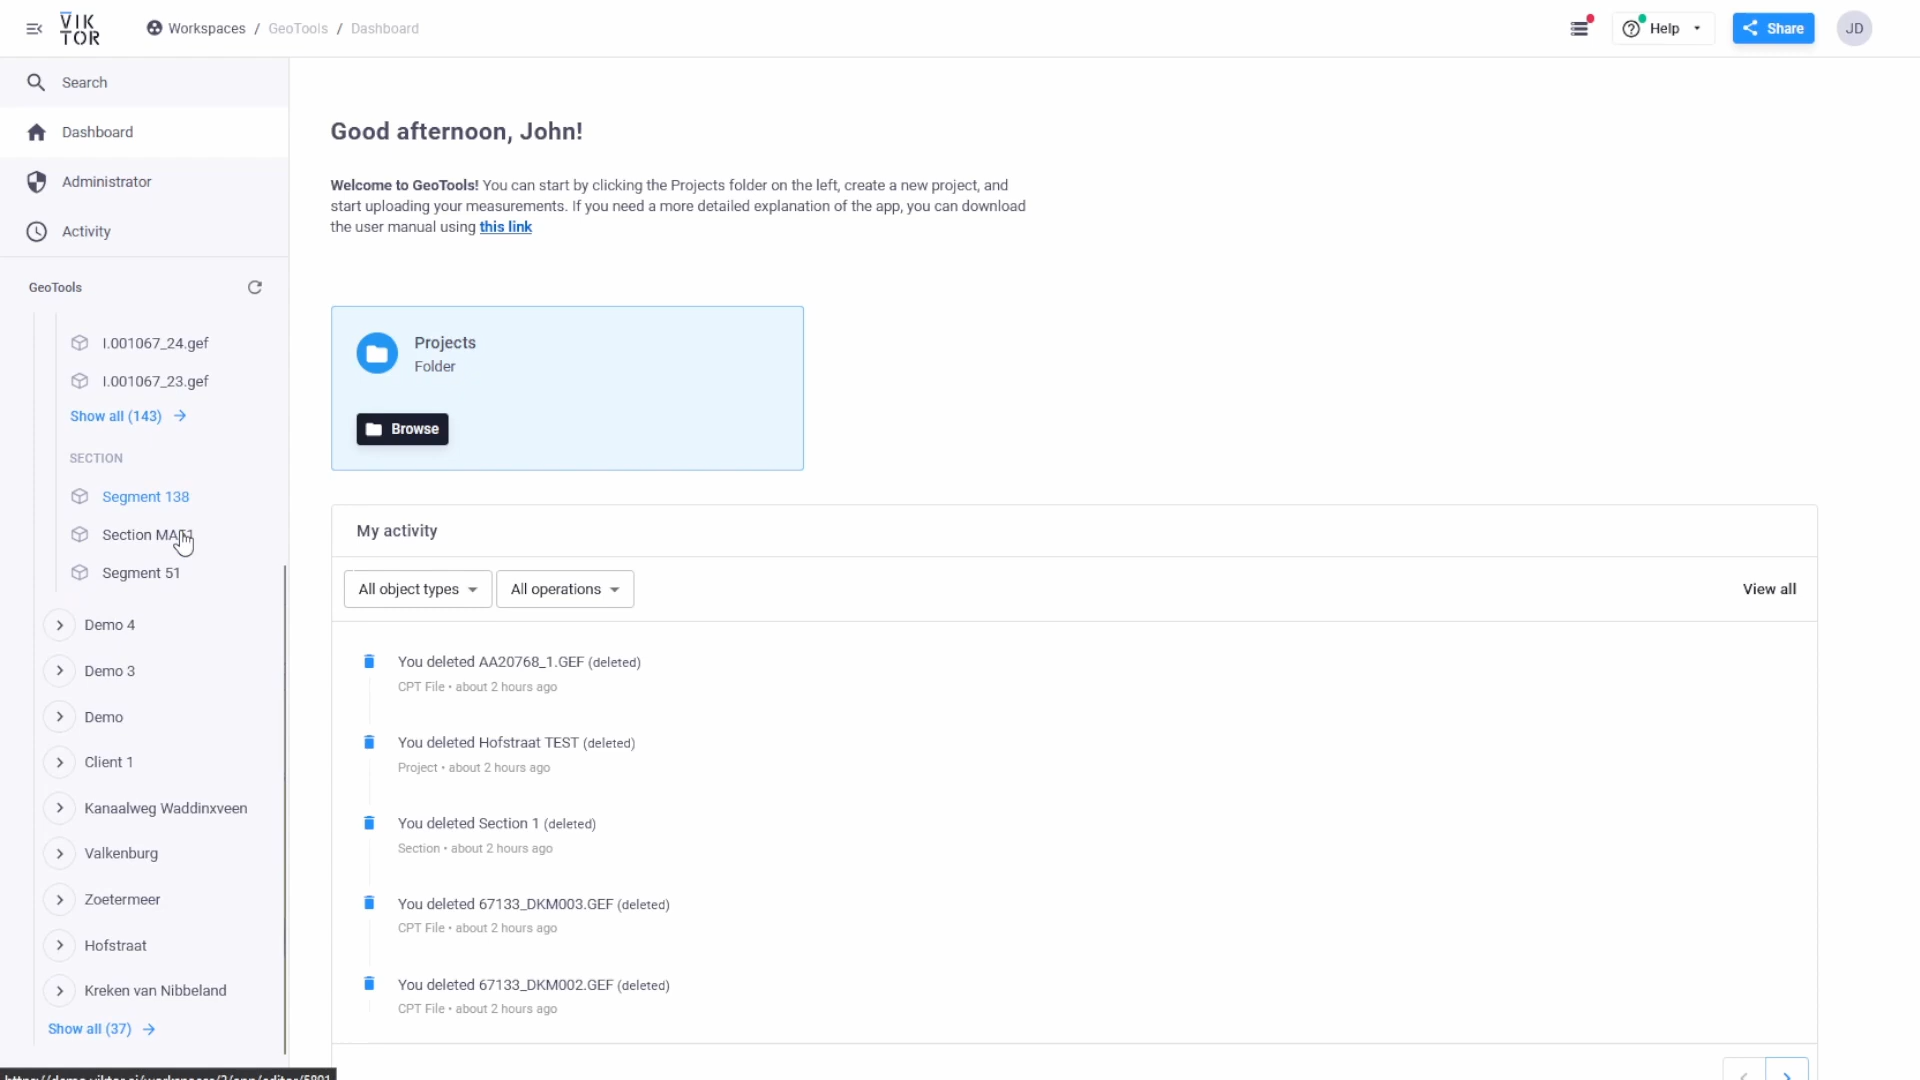 VIK
TOR
Workspaces / GeoTools / Dashboard
Help
Share
JD
Search
Dashboard
Administrator
Activity
GeoTools
I.001067_24.gef
I.001067_23.gef
Show all (143)
SECTION
Segment 138
Section
Segment 51
Demo 4
Demo 3
Demo
Client 1
Kanaalweg Waddinxveen
Valkenburg
Zoetermeer
Hofstraat
Kreken van Nibbeland
Show all (37)
Good afternoon, John!
Welcome to GeoTools! You can start by clicking the Projects folder on the left, create a new project, and
start uploading your measurements. If you need a more detailed explanation of the app, you can download
the user manual using this link
Projects
Folder
Browse
My activity
All object types
All operations
View all
You deleted AA20768_1.GEF (deleted)
CPT File • about 2 hours ago
You deleted Hofstraat TEST (deleted)
Project • about 2 hours ago
You deleted Section 1 (deleted)
Section • about 2 hours ago
You deleted 67133_DKM003.GEF (deleted)
CPT File • about 2 hours ago
You deleted 67133_DKM002.GEF (deleted)
CPT File • about 2 hours ago